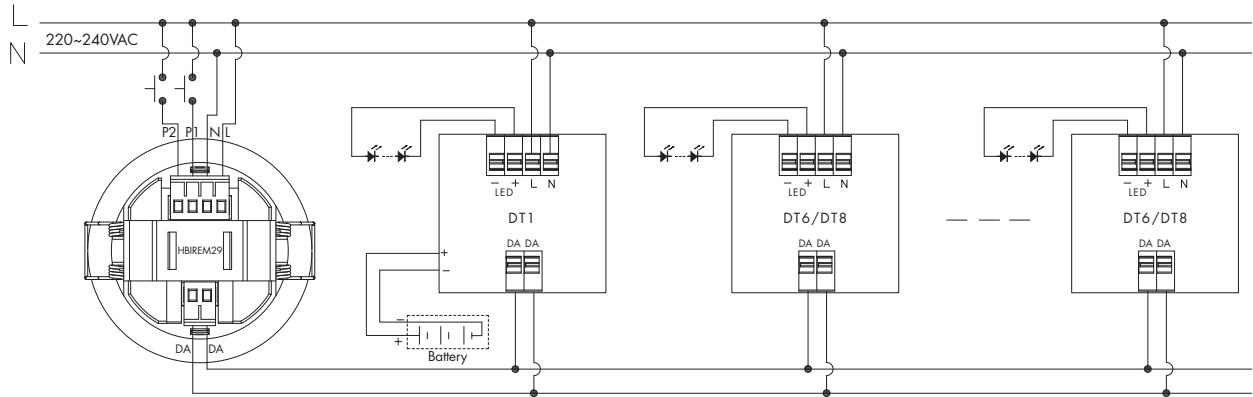 L
N 220~240VAC
P2 P1 N L
HBIREM29
DA DA
− + L N
LED
DT1
DA DA
+
−
−
+
Battery
− + L N
LED
DT6/DT8
DA DA
− + L N
LED
DT6/DT8
DA DA